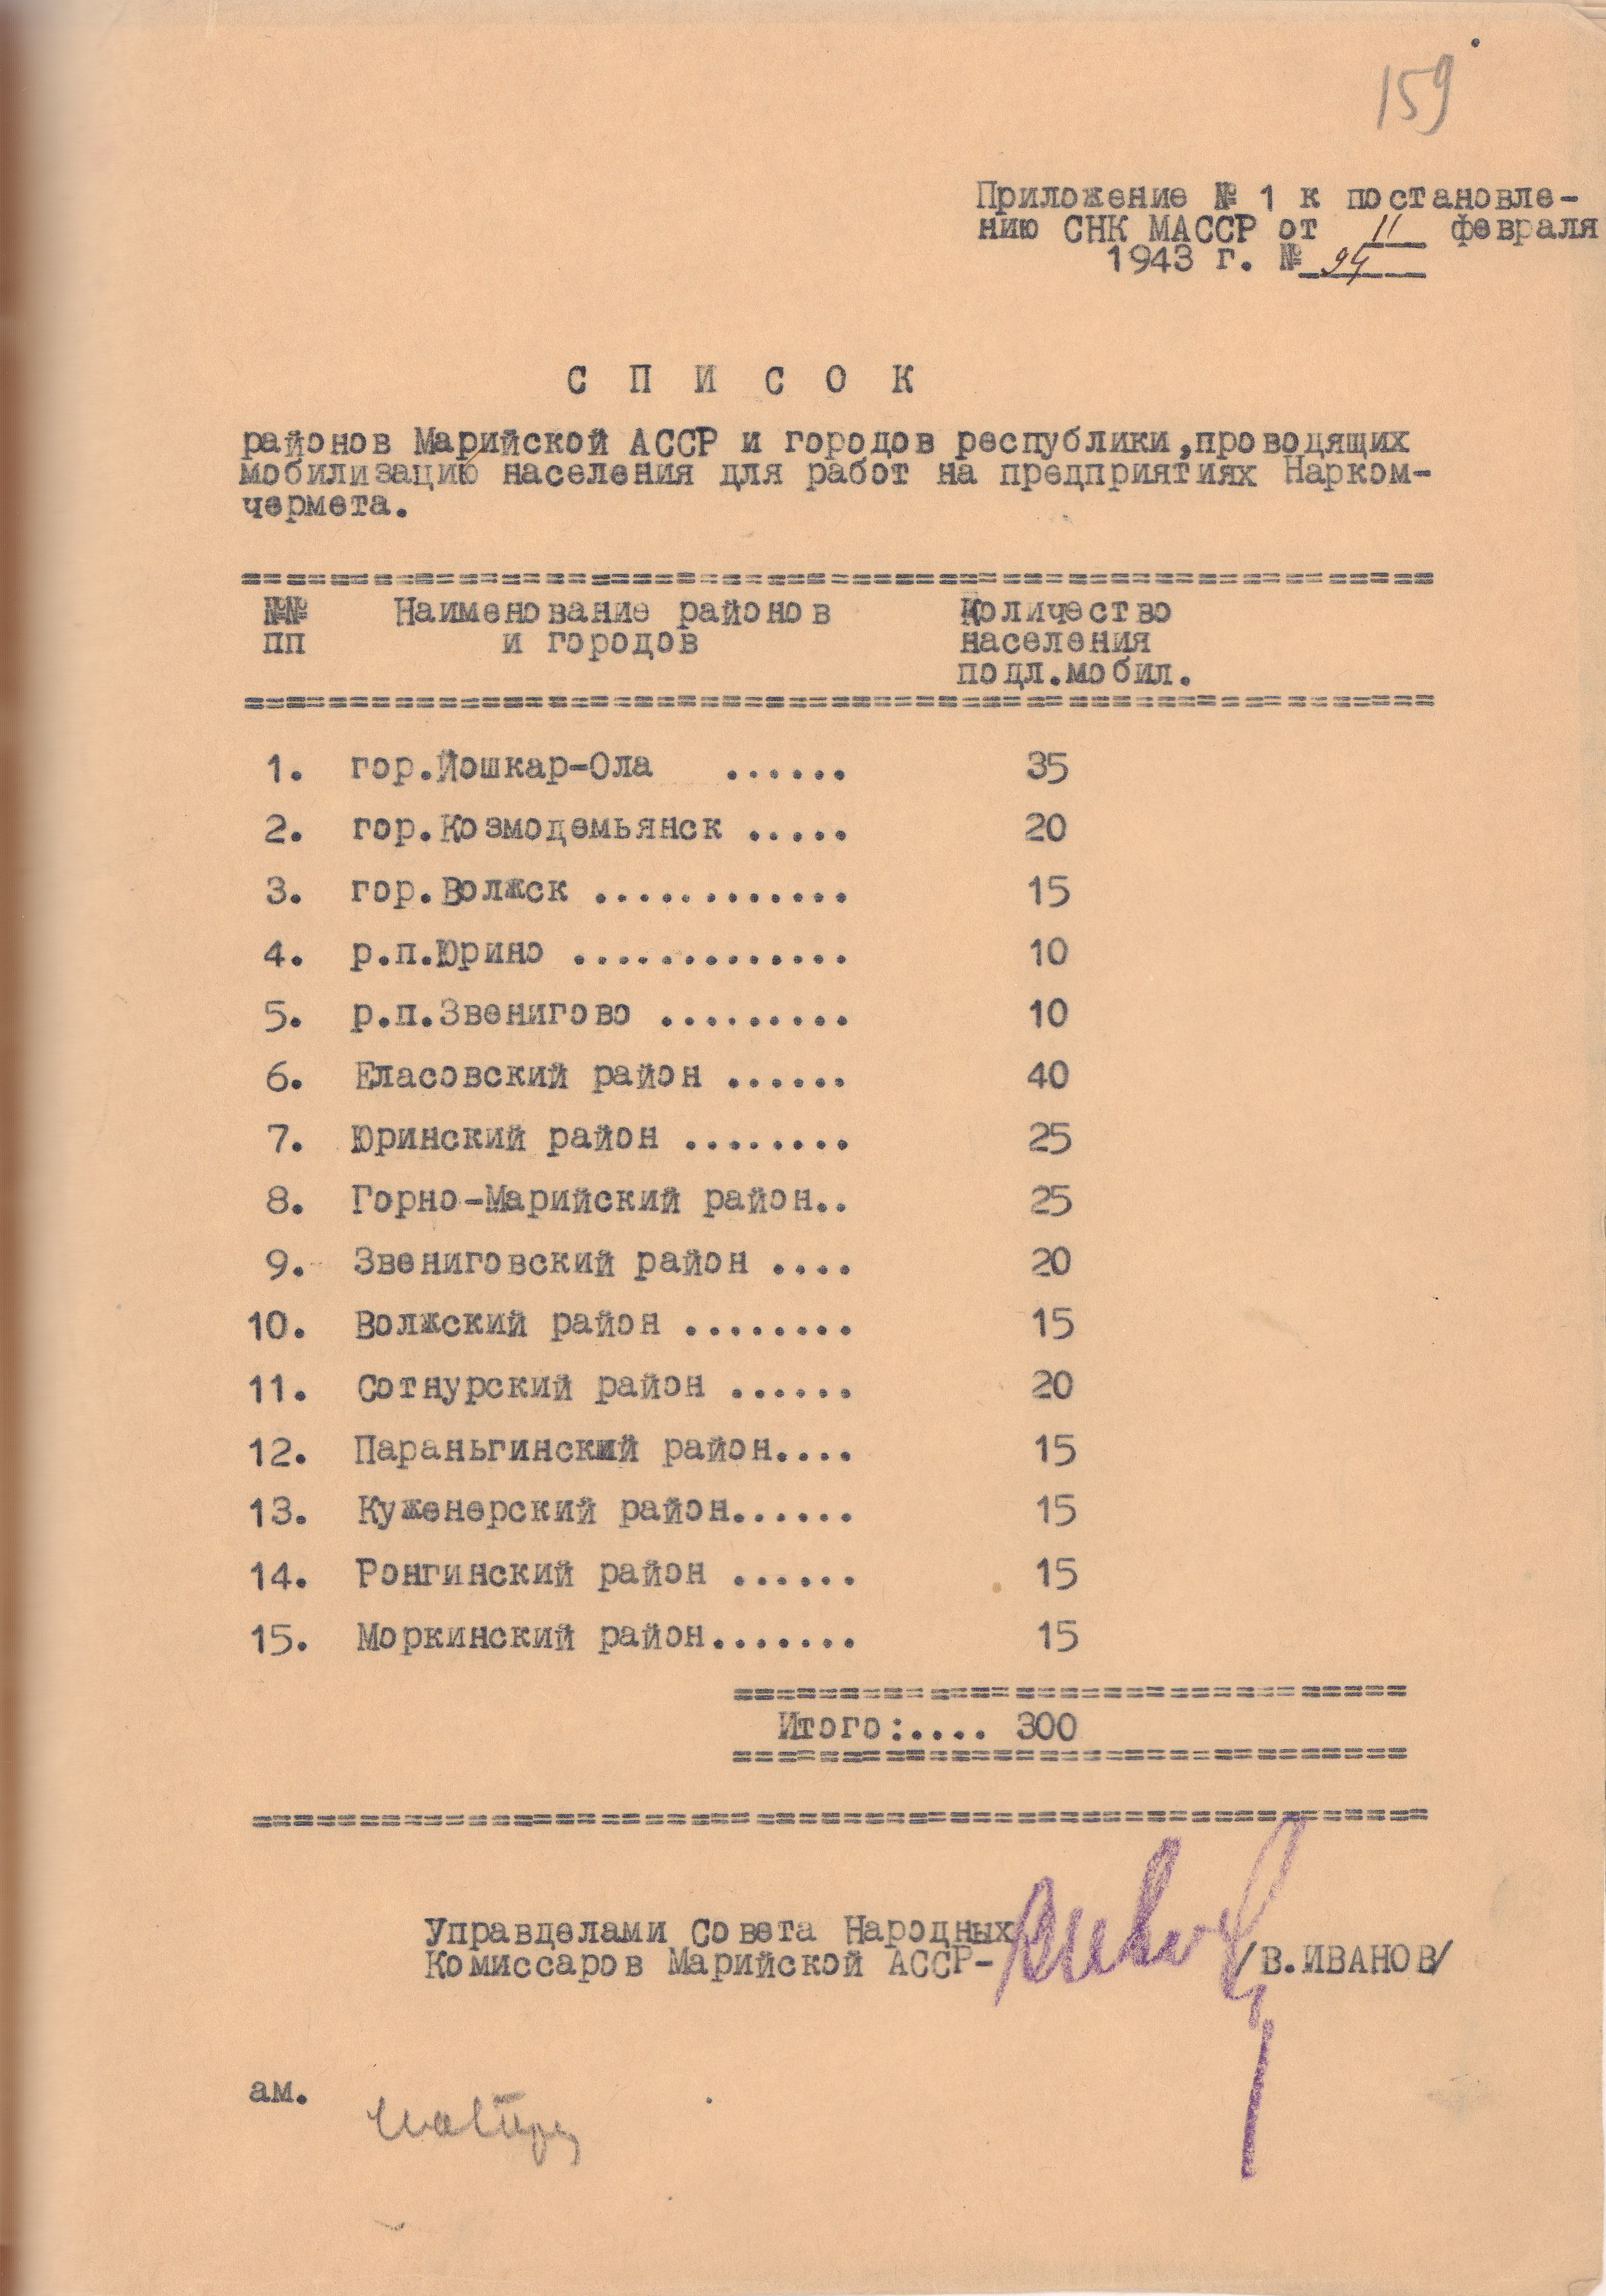 159
Приложение № 1 к постановле-
нию СНК МАССР от 11 февраля
1943 г. № 94
С П И С О К
районов Марийской АССР и городов республики,проводящих
мобилизацию населения для работ на предприятиях Нарком-
чермета.
№№ Наименование районов Количество
пп и городов населения
подл.мобил.
1. гор.Йошкар-Ола ...... 35
2. гор.Козмодемьянск ..... 20
3. гор.Волжск ............ 15
4. р.п.Юрино ............. 10
5. р.п.Звенигово ......... 10
6. Еласовский район ...... 40
7. Юринский район ........ 25
8. Горно-Марийский район.. 25
9. Звениговский район .... 20
10. Волжский район ........ 15
11. Сотнурский район ...... 20
12. Параньгинский район.... 15
13. Куженерский район...... 15
14. Ронгинский район ...... 15
15. Моркинский район....... 15
Итого:.... 300
Управделами Совета Народных
Комиссаров Марийской АССР- /В.ИВАНОВ/
ам.